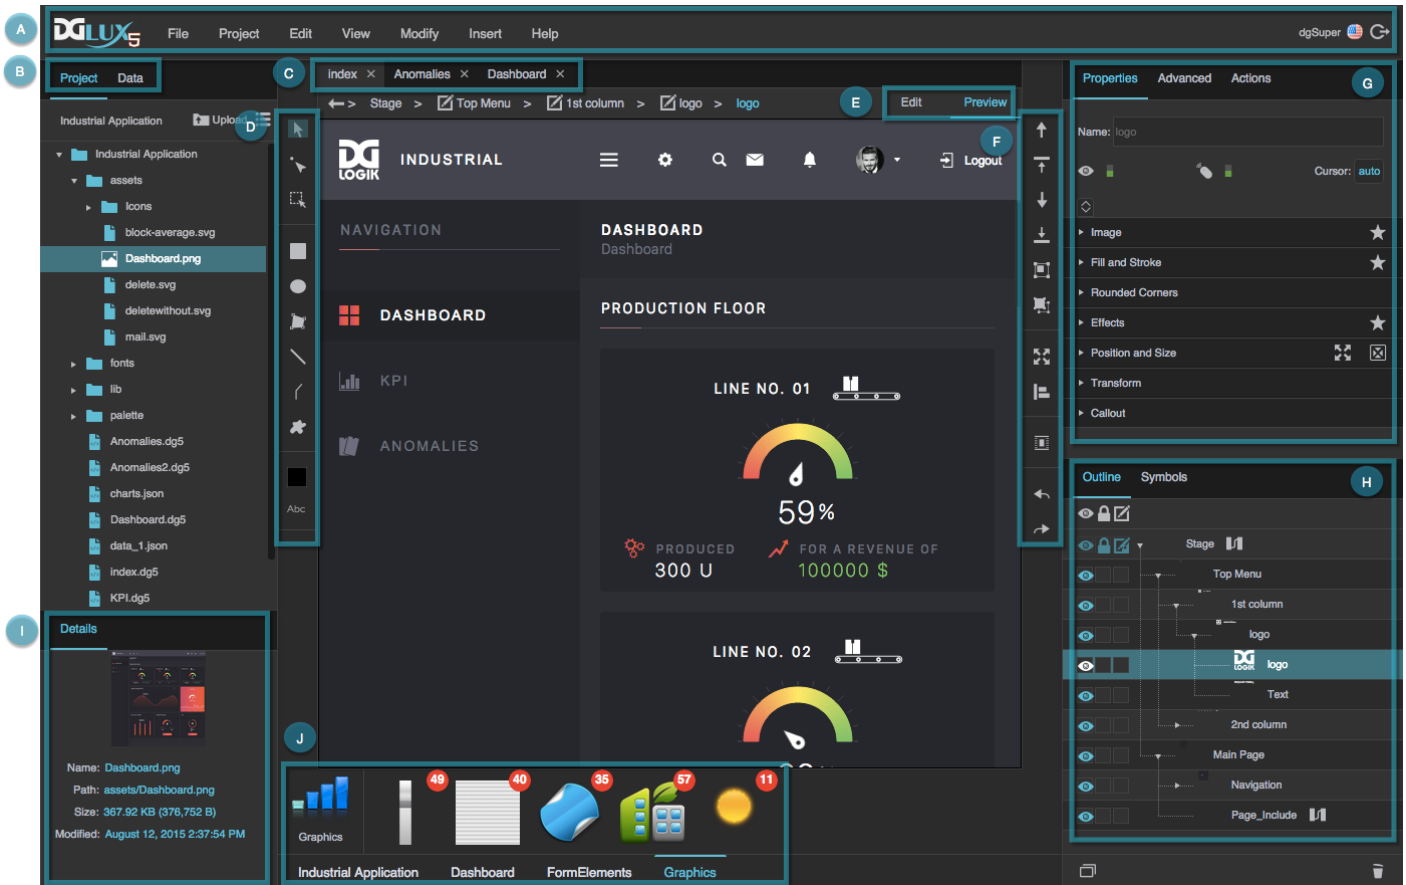 A
DGLUX5
File Project Edit View Modify Insert Help
dgSuper
B
Project Data
C
Index × Anomalies × Dashboard ×
Stage > Top Menu > 1st column > logo > logo
E
Edit Preview
Industrial Application
Upload
D
Industrial Application
assets
Icons
block-average.svg
Dashboard.png
delete.svg
deletewithout.svg
mail.svg
fonts
lib
palette
Anomalies.dg5
Anomalies2.dg5
charts.json
Dashboard.dg5
data_1.json
index.dg5
KPI.dg5
Abc
DG LOGIK
INDUSTRIAL
Logout
F
NAVIGATION
DASHBOARD
KPI
ANOMALIES
DASHBOARD
Dashboard
PRODUCTION FLOOR
LINE NO. 01
59%
PRODUCED
300 U
FOR A REVENUE OF
100000 $
LINE NO. 02
Properties Advanced Actions
G
Name: logo
Cursor: auto
Image
Fill and Stroke
Rounded Corners
Effects
Position and Size
Transform
Callout
Outline Symbols
H
Stage
Top Menu
1st column
logo
DG LOGIK
logo
Text
2nd column
Main Page
Navigation
Page_Include
I
Details
Name: Dashboard.png
Path: assets/Dashboard.png
Size: 367.92 KB (376,752 B)
Modified: August 12, 2015 2:37:54 PM
J
Graphics
49
40
35
57
11
Industrial Application Dashboard FormElements Graphics